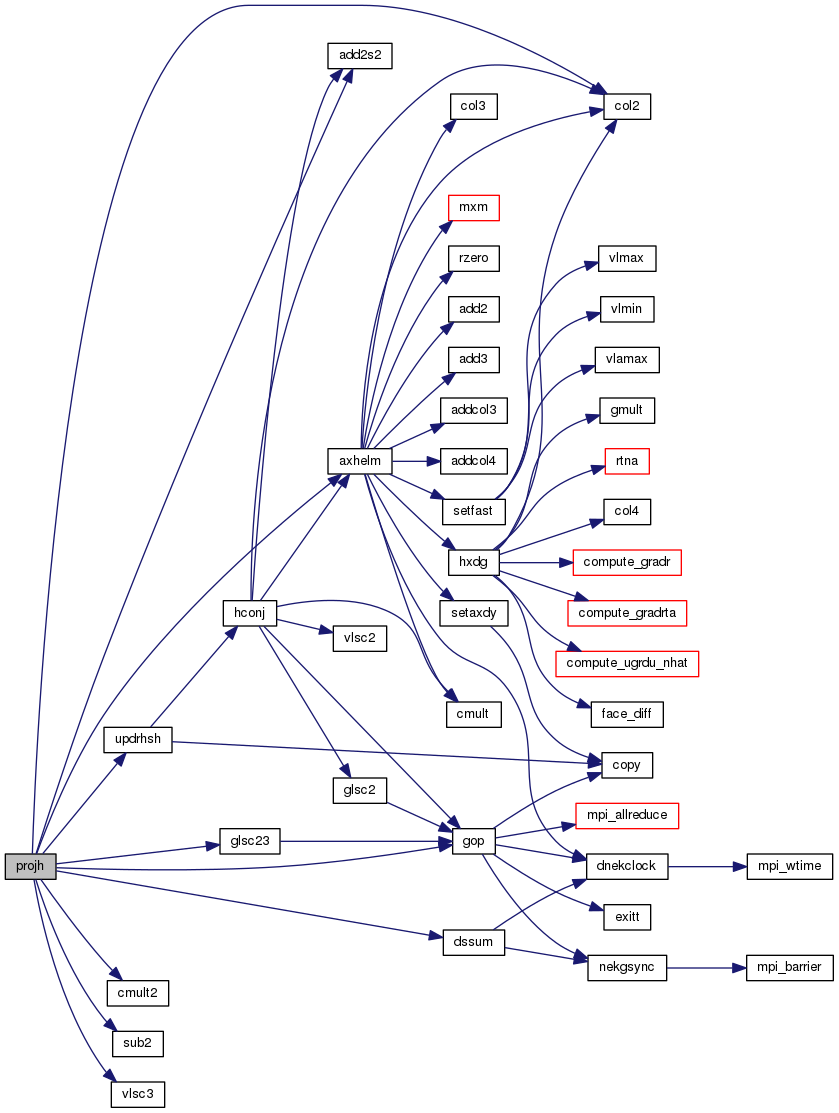 add2s2
col3
col2
mxm
rzero
vlmax
add2
vlmin
add3
vlamax
addcol3
gmult
axhelm
addcol4
rtna
setfast
col4
hxdg
compute_gradr
hconj
setaxdy
compute_gradrta
vlsc2
compute_ugrdu_nhat
cmult
face_diff
updrhsh
copy
glsc2
mpi_allreduce
glsc23
gop
projh
dnekclock
mpi_wtime
exitt
dssum
nekgsync
mpi_barrier
cmult2
sub2
vlsc3